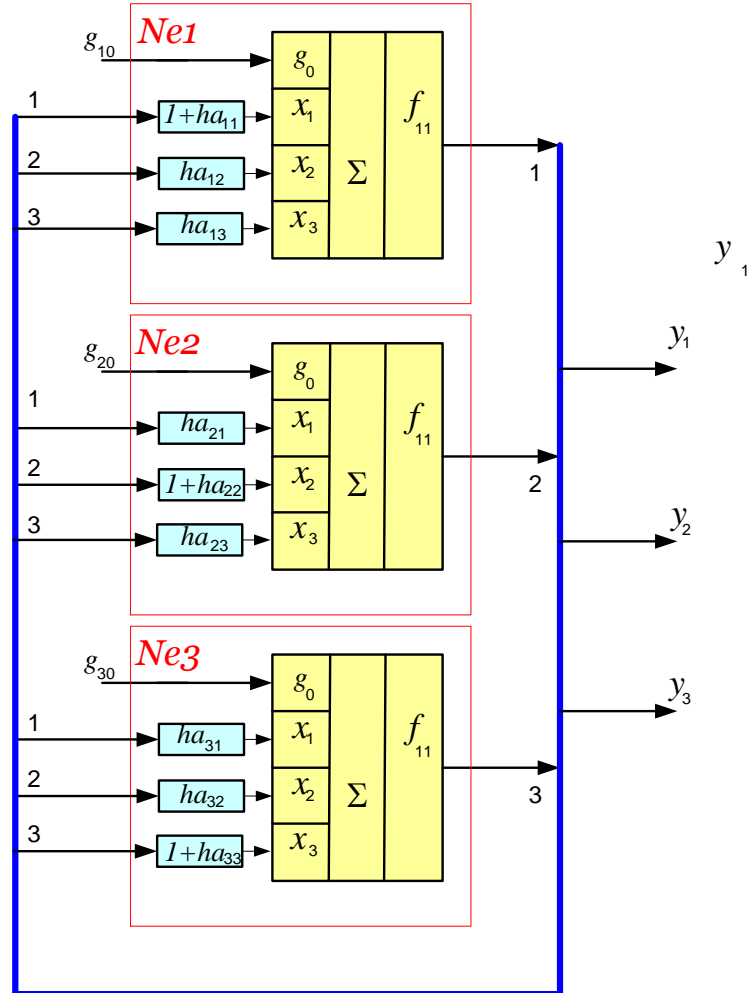 Ne1
g₁₀ g₀
1 1+ha₁₁ x₁ f₁₁
2 ha₁₂ x₂ Σ 1
3 ha₁₃ x₃
y ₁
Ne2
g₂₀ g₀ y₁
1 ha₂₁ x₁ f₁₁
2 1+ha₂₂ x₂ Σ 2
3 ha₂₃ x₃ y₂
Ne3
g₃₀ g₀ y₃
1 ha₃₁ x₁ f₁₁
2 ha₃₂ x₂ Σ 3
3 1+ha₃₃ x₃